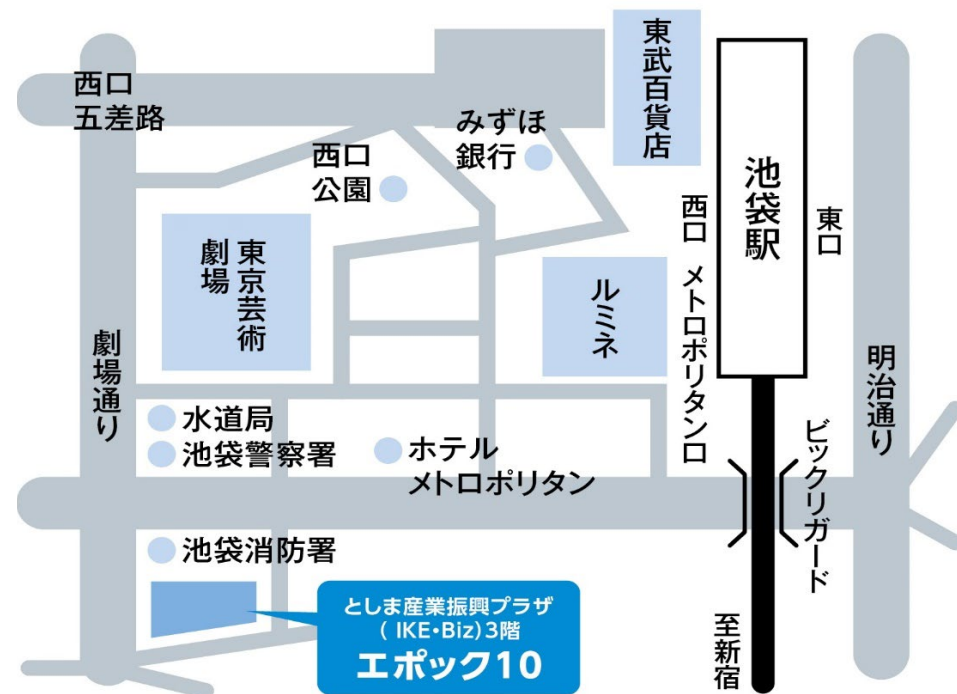 西口
五差路
東武百貨店
みずほ
銀行
西口
公園
池袋駅
西口
東口
東京芸術
劇場
ルミネ
メトロポリタン口
劇場通り
明治通り
水道局
池袋警察署
ホテル
メトロポリタン
ビックリガード
池袋消防署
としま産業振興プラザ
( IKE・Biz)3階
エポック10
至新宿